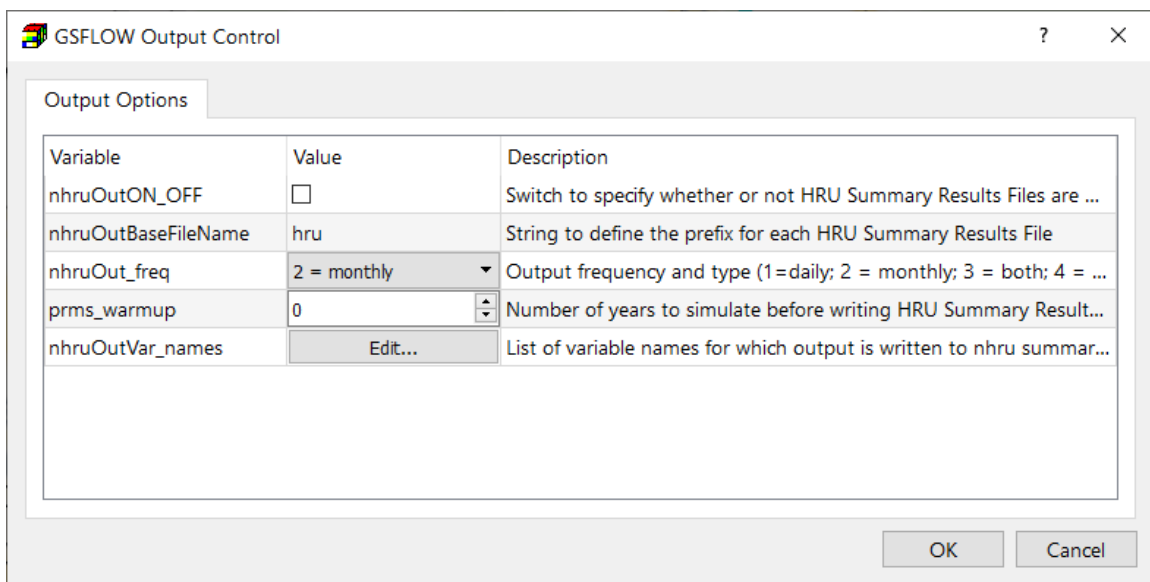 GSFLOW Output Control ? ×
Output Options
Variable Value Description
nhruOutON_OFF Switch to specify whether or not HRU Summary Results Files are ...
nhruOutBaseFileName hru String to define the prefix for each HRU Summary Results File
nhruOut_freq 2 = monthly Output frequency and type (1=daily; 2 = monthly; 3 = both; 4 = ...
prms_warmup 0 Number of years to simulate before writing HRU Summary Result...
nhruOutVar_names Edit... List of variable names for which output is written to nhru summar...
OK Cancel